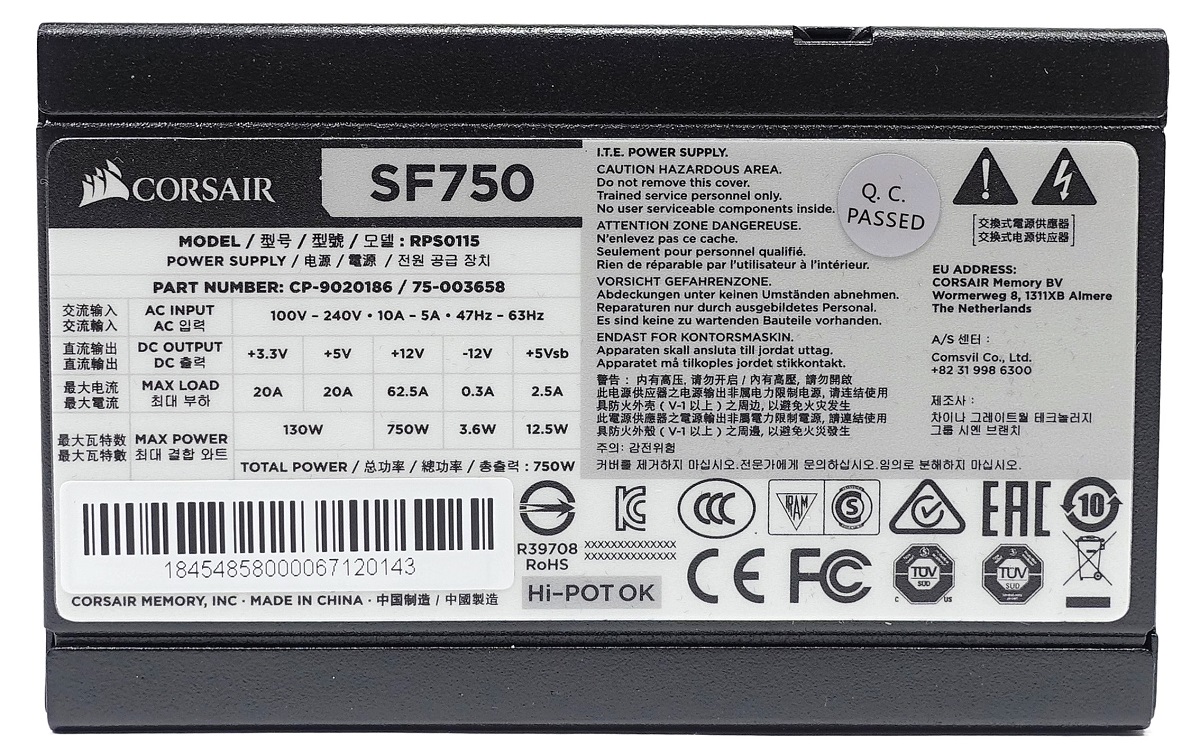 CORSAIR
SF750
MODEL / 型号 / 型號 / 모델 : RPS0115
POWER SUPPLY / 电源 / 電源 / 전원 공급 장치
PART NUMBER: CP-9020186 / 75-003658
交流输入
交流輸入
AC INPUT
AC 입력
100V – 240V • 10A – 5A • 47Hz – 63Hz
直流输出
直流輸出
DC OUTPUT
DC 출력
+3.3V +5V +12V -12V +5Vsb
最大电流
最大電流
MAX LOAD
최대 부하
20A 20A 62.5A 0.3A 2.5A
最大瓦特数
最大瓦特數
MAX POWER
최대 결합 와트
130W 750W 3.6W 12.5W
TOTAL POWER / 总功率 / 總功率 / 총출력 : 750W
18454858000067120143
CORSAIR MEMORY, INC · MADE IN CHINA · 中国制造 / 中國製造
I.T.E. POWER SUPPLY.
CAUTION HAZARDOUS AREA.
Do not remove this cover.
Trained service personnel only.
No user serviceable components inside.
ATTENTION ZONE DANGEREUSE.
N'enlevez pas ce cache.
Seulement pour personnel qualifié.
Rien de réparable par l'utilisateur à l'intérieur.
VORSICHT GEFAHRENZONE.
Abdeckungen unter keinen Umständen abnehmen.
Reparaturen nur durch ausgebildetes Personal.
Es sind keine zu wartenden Bauteile vorhanden.
ENDAST FOR KONTORSMASKIN.
Apparaten skall ansluta till jordat uttag.
Apparatet må tilkoples jordet stikkontakt.
警告 : 内有高压, 请勿开启 / 內有高壓, 請勿開啟
此电源供应器之电源输出非属电力限制电源, 请连结使用
具防火外壳 ( V-1 以上 ) 之周边, 以避免火灾发生
此電源供應器之電源輸出非屬電力限制電源, 請連結使用
具防火外殼 ( V-1 以上 ) 之周邊, 以避免火災發生
주의: 감전위험
커버를 제거하지 마십시오.전문가에게 문의하십시오.임의로 분해하지 마십시오.
Q. C.
PASSED
交換式電源供應器
交换式电源供应器
EU ADDRESS:
CORSAIR Memory BV
Wormerweg 8, 1311XB Almere
The Netherlands
A/S 센터 :
Comsvil Co., Ltd.
+82 31 998 6300
제조사 :
차이나 그레이트월 테크놀러지
그룹 시엔 브랜치
R39708
RoHS
XXXXXXXXXXXXXX
XXXXXXXXXXXXXX
Hi-POT OK
CCC
IRAM
S
EAC
10
CE
FC
TÜV
SÜD
C US
TÜV
SÜD